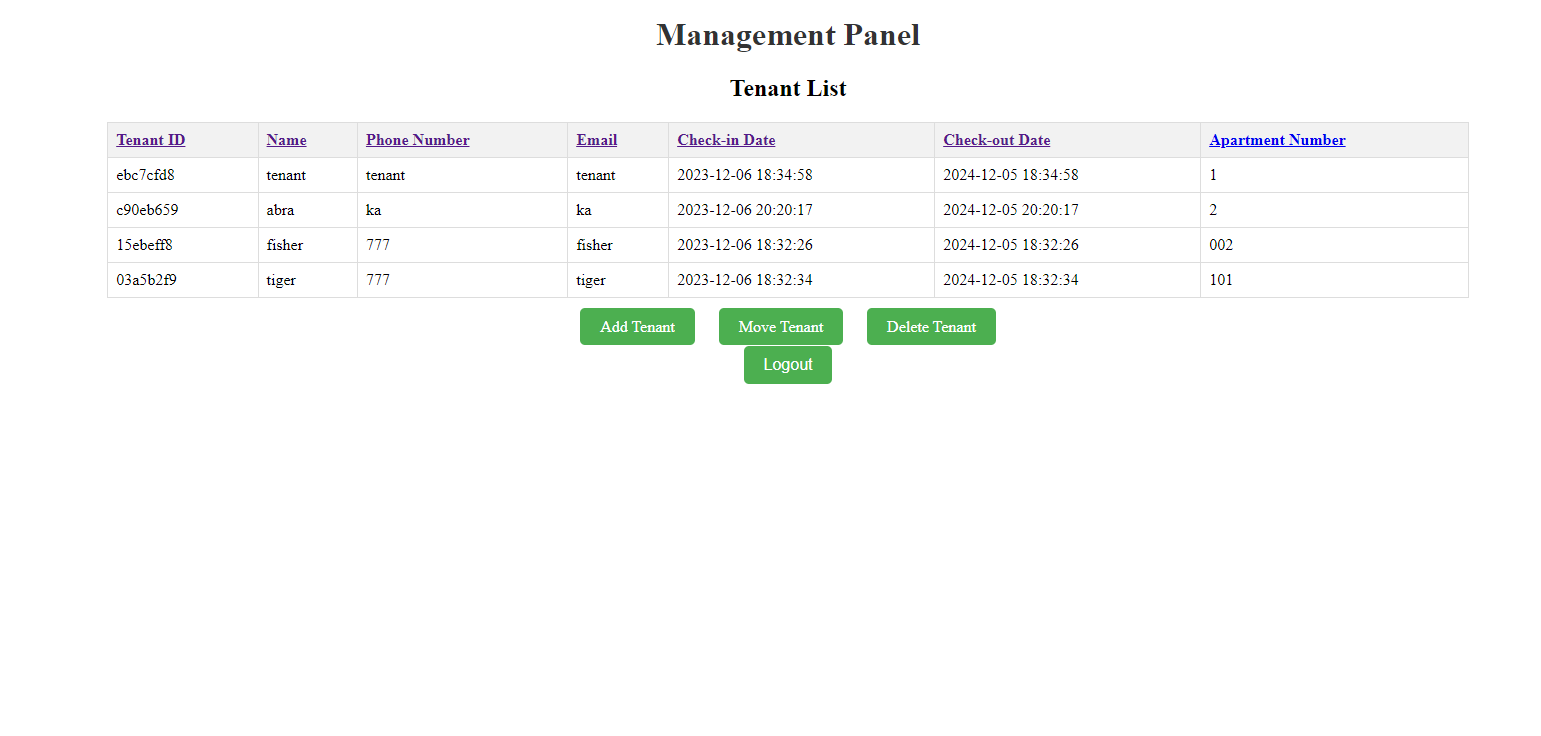 Management Panel
Tenant List
Tenant ID Name Phone Number Email Check-in Date Check-out Date Apartment Number
ebc7cfd8 tenant tenant tenant 2023-12-06 18:34:58 2024-12-05 18:34:58 1
c90eb659 abra ka ka 2023-12-06 20:20:17 2024-12-05 20:20:17 2
15ebeff8 fisher 777 fisher 2023-12-06 18:32:26 2024-12-05 18:32:26 002
03a5b2f9 tiger 777 tiger 2023-12-06 18:32:34 2024-12-05 18:32:34 101
Add Tenant Move Tenant Delete Tenant
Logout